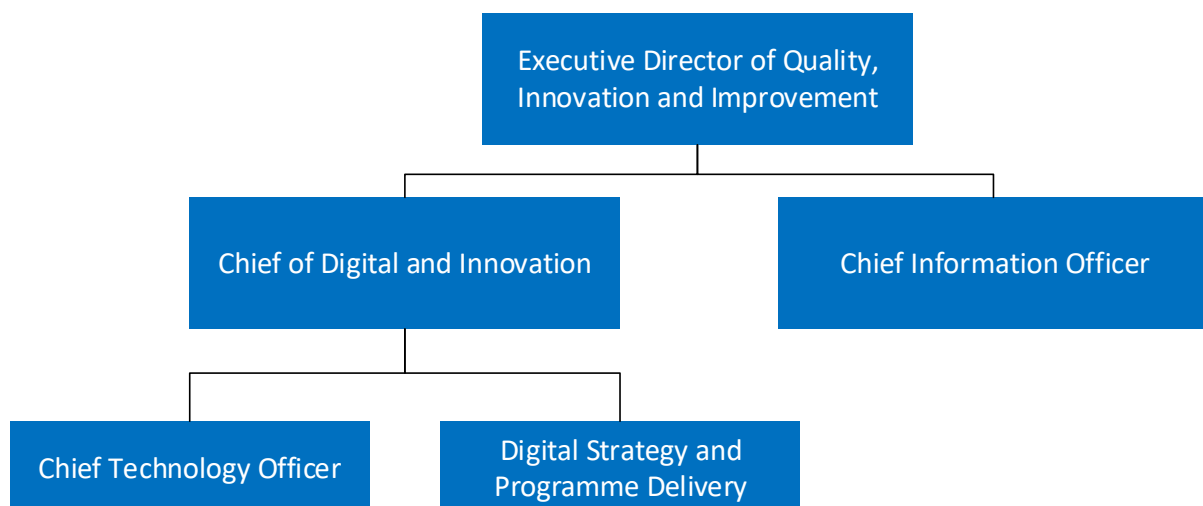 Executive Director of Quality,
Innovation and Improvement
Chief of Digital and Innovation
Chief Information Officer
Chief Technology Officer
Digital Strategy and
Programme Delivery